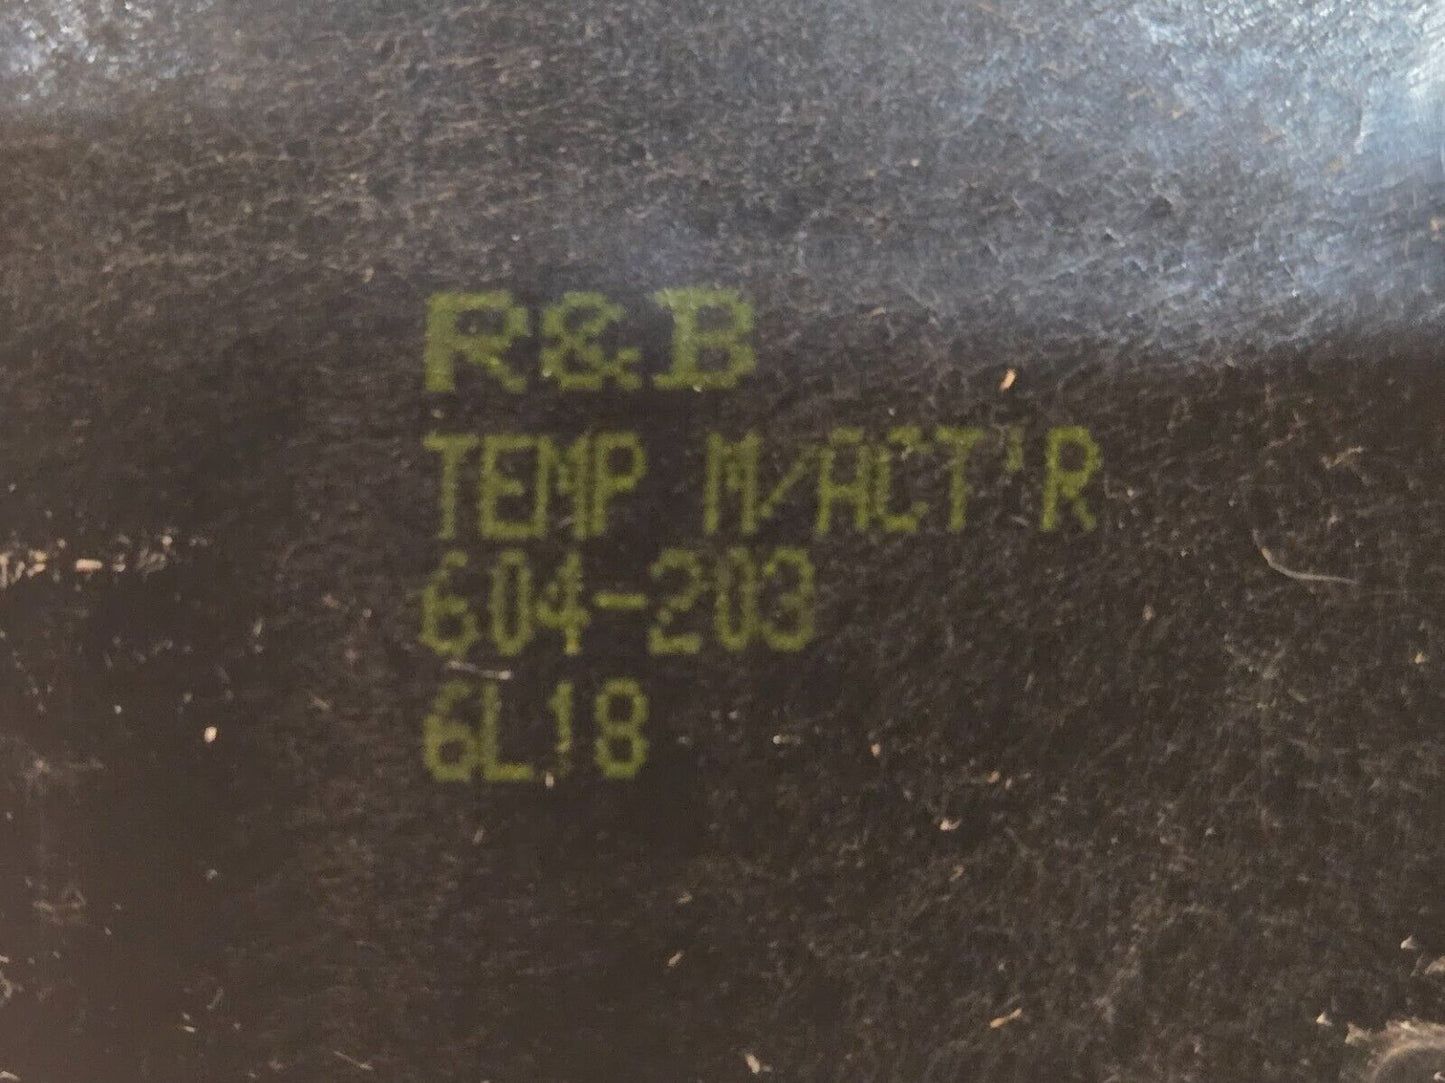 R&B
TEMP M/ACT'R
604-203
6L18